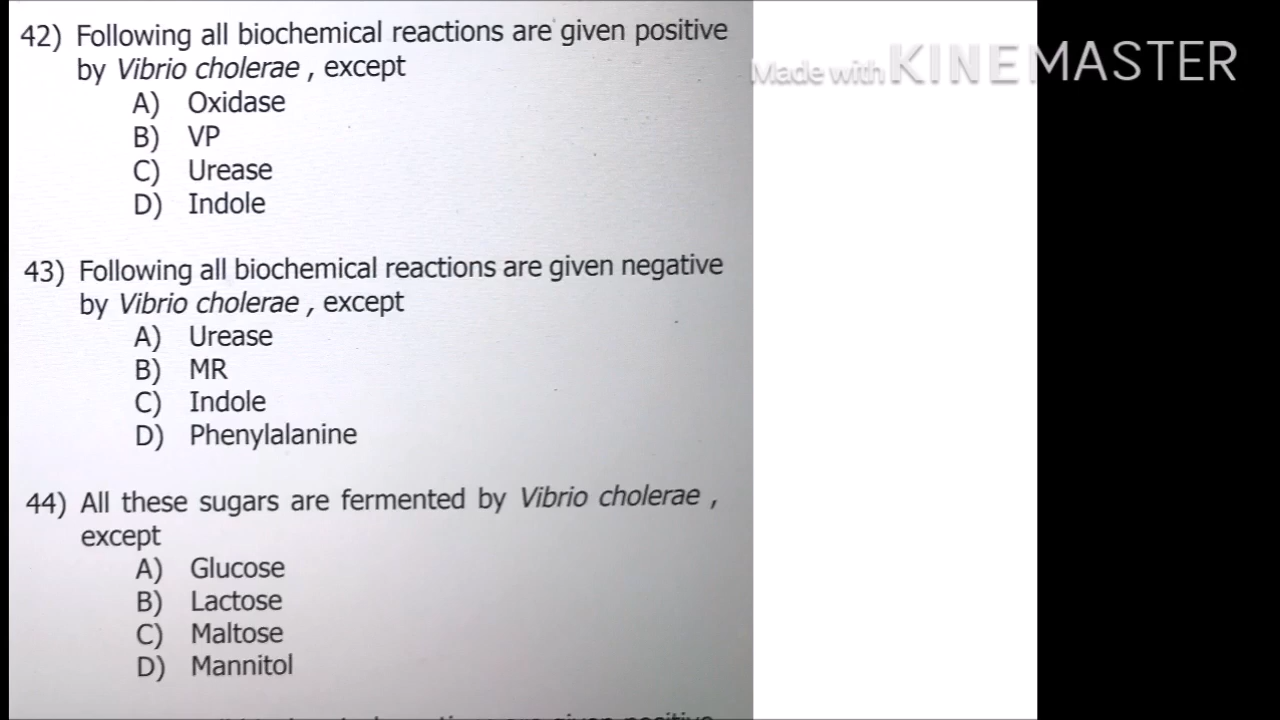 42) Following all biochemical reactions are given positive
by Vibrio cholerae , except
A) Oxidase
B) VP
C) Urease
D) Indole
43) Following all biochemical reactions are given negative
by Vibrio cholerae , except
A) Urease
B) MR
C) Indole
D) Phenylalanine
44) All these sugars are fermented by Vibrio cholerae ,
except
A) Glucose
B) Lactose
C) Maltose
D) Mannitol
Made with KINEMASTER